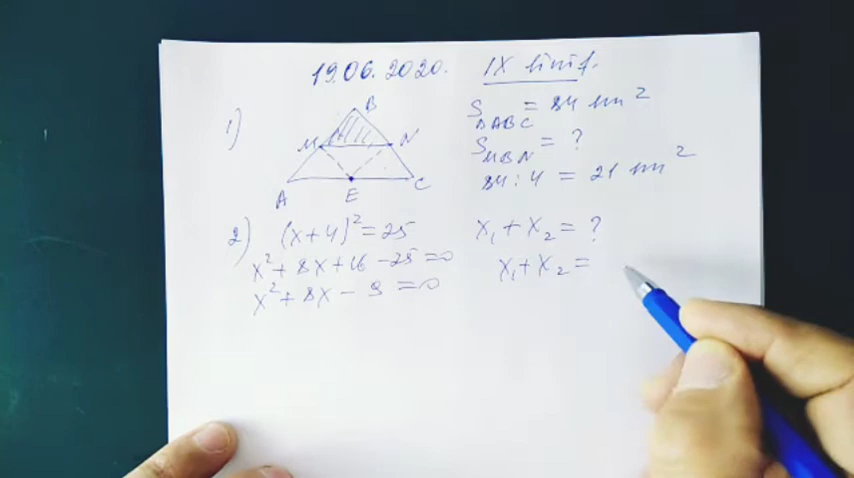 19.06.2020. IX sinif.
1)
B
M N
A E C
S△ABC = 84 sm²
S MBN = ?
84 : 4 = 21 sm²
2) (x+4)² = 25
x² + 8x + 16 - 25 = 0
x² + 8x - 9 = 0
x₁ + x₂ = ?
x₁ + x₂ =